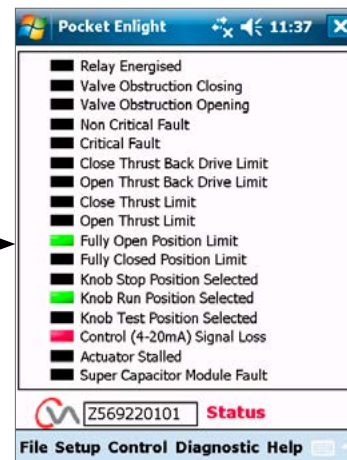 Pocket Enlight 11:37
Relay Energised
Valve Obstruction Closing
Valve Obstruction Opening
Non Critical Fault
Critical Fault
Close Thrust Back Drive Limit
Open Thrust Back Drive Limit
Close Thrust Limit
Open Thrust Limit
Fully Open Position Limit
Fully Closed Position Limit
Knob Stop Position Selected
Knob Run Position Selected
Knob Test Position Selected
Control (4-20mA) Signal Loss
Actuator Stalled
Super Capacitor Module Fault
Z569220101 Status
File Setup Control Diagnostic Help